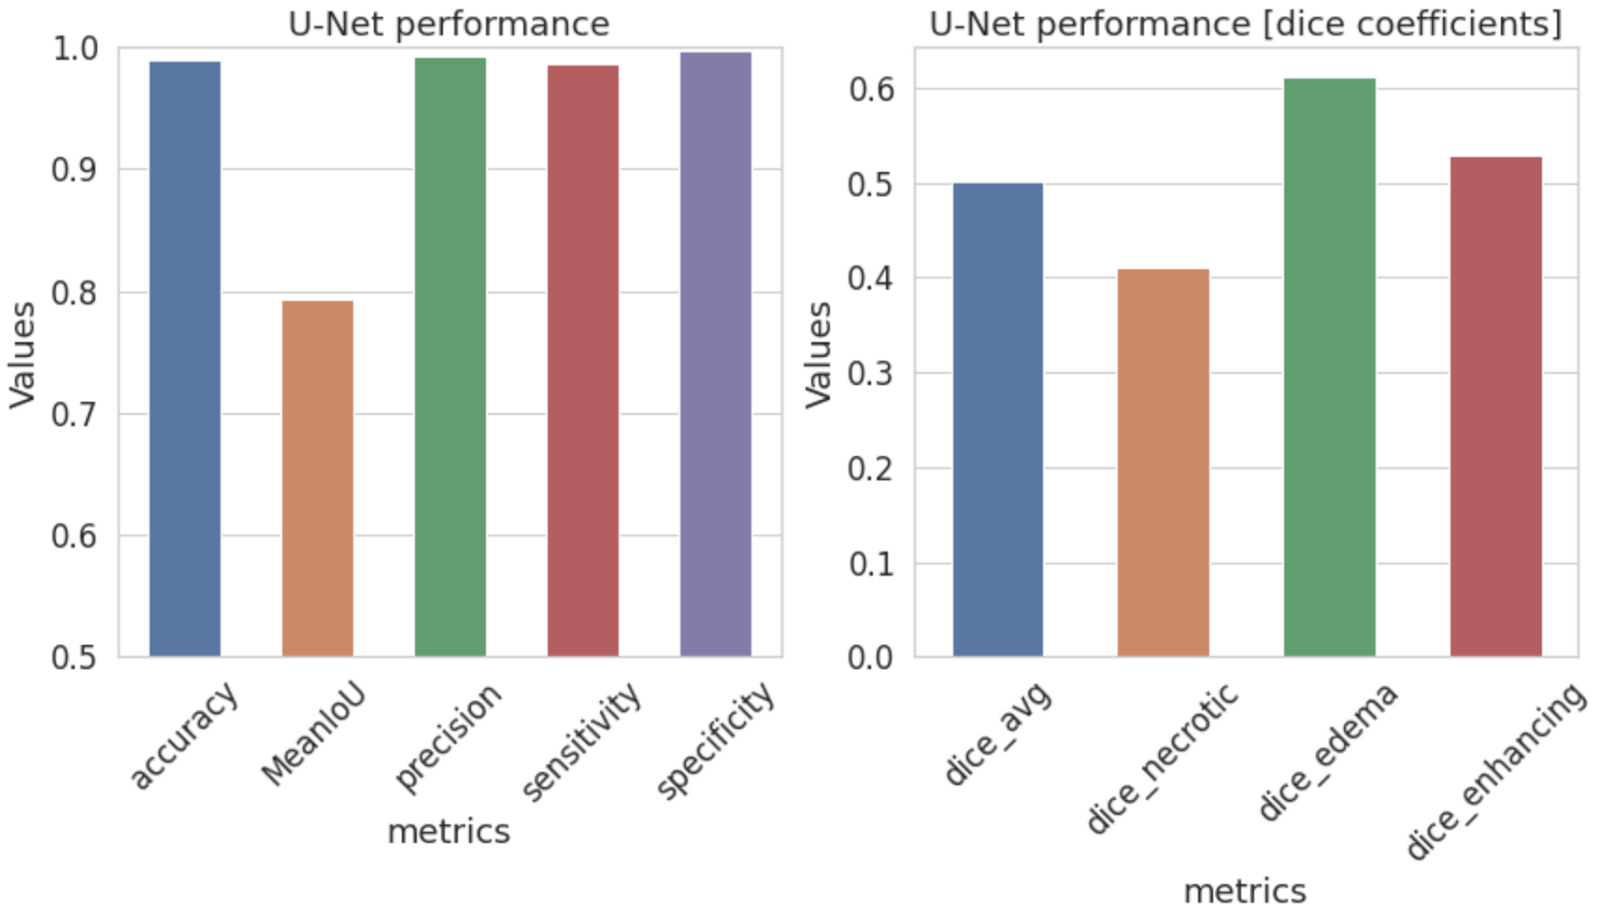 U-Net performance
1.0
0.9
0.8
0.7
0.6
0.5
Values
accuracy
MeanIoU
precision
sensitivity
specificity
metrics
U-Net performance [dice coefficients]
0.6
0.5
0.4
0.3
0.2
0.1
0.0
Values
dice_avg
dice_necrotic
dice_edema
dice_enhancing
metrics